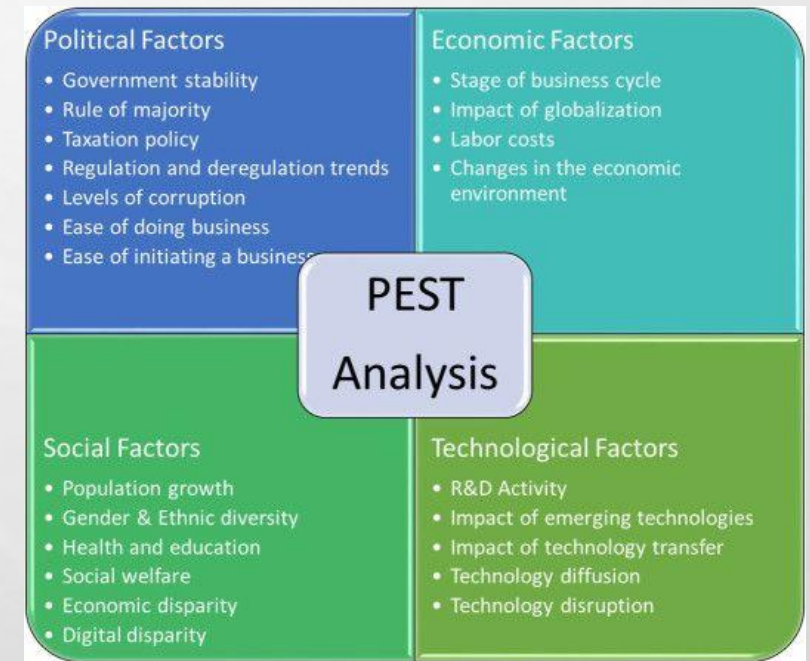 Political Factors
• Government stability
• Rule of majority
• Taxation policy
• Regulation and deregulation trends
• Levels of corruption
• Ease of doing business
• Ease of initiating a business
Economic Factors
• Stage of business cycle
• Impact of globalization
• Labor costs
• Changes in the economic
environment
PEST
Analysis
Social Factors
• Population growth
• Gender & Ethnic diversity
• Health and education
• Social welfare
• Economic disparity
• Digital disparity
Technological Factors
• R&D Activity
• Impact of emerging technologies
• Impact of technology transfer
• Technology diffusion
• Technology disruption